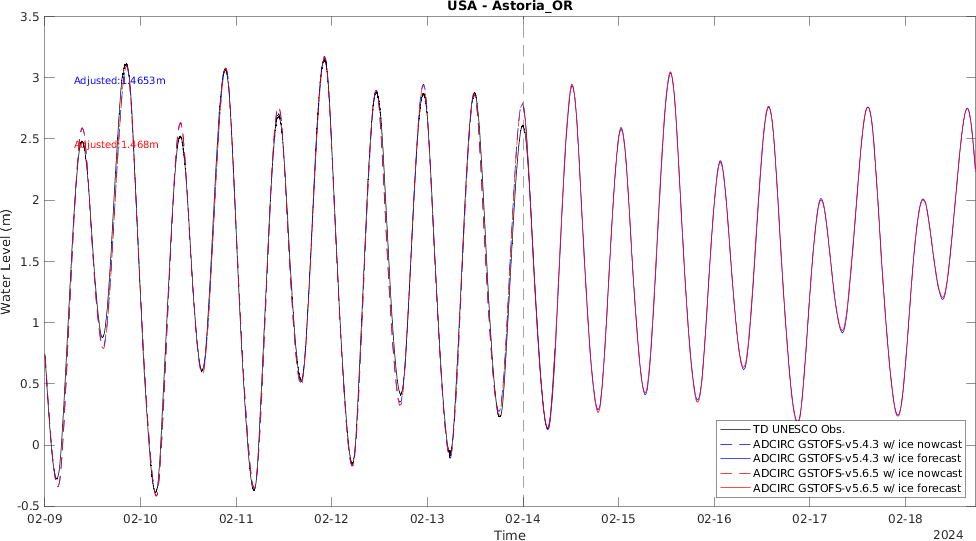 USA - Astoria_OR
3.5
3
2.5
2
1.5
1
0.5
0
-0.5
Water Level (m)
Adjusted:1.4653m
Adjusted:1.468m
TD UNESCO Obs.
ADCIRC GSTOFS-v5.4.3 w/ ice nowcast
ADCIRC GSTOFS-v5.4.3 w/ ice forecast
ADCIRC GSTOFS-v5.6.5 w/ ice nowcast
ADCIRC GSTOFS-v5.6.5 w/ ice forecast
02-09 02-10 02-11 02-12 02-13 02-14 02-15 02-16 02-17 02-18
Time
2024